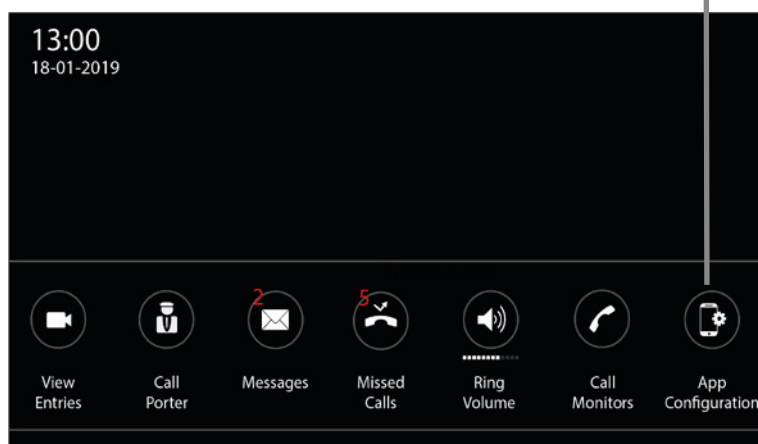 13:00
18-01-2019
2
5
View Entries
Call Porter
Messages
Missed Calls
Ring Volume
Call Monitors
App Configuration